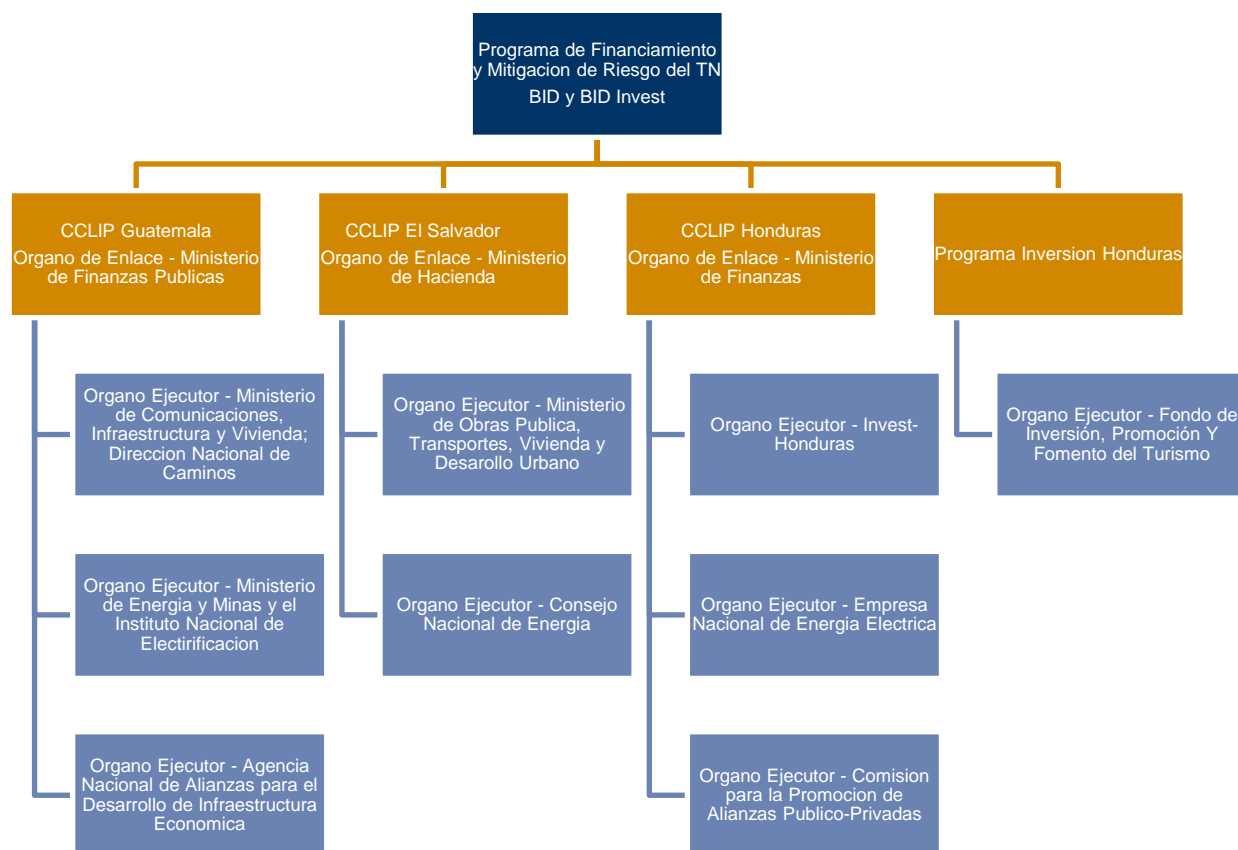 Programa de Financiamiento
y Mitigacion de Riesgo del TN
BID y BID Invest
CCLIP Guatemala
Organo de Enlace - Ministerio
de Finanzas Publicas
CCLIP El Salvador
Organo de Enlace - Ministerio
de Hacienda
CCLIP Honduras
Organo de Enlace - Ministerio
de Finanzas
Programa Inversion Honduras
Organo Ejecutor - Ministerio
de Comunicaciones,
Infraestructura y Vivienda;
Direccion Nacional de
Caminos
Organo Ejecutor - Ministerio
de Obras Publica,
Transportes, Vivienda y
Desarollo Urbano
Organo Ejecutor - Invest-
Honduras
Organo Ejecutor - Fondo de
Inversión, Promoción Y
Fomento del Turismo
Organo Ejecutor - Ministerio
de Energia y Minas y el
Instituto Nacional de
Electirificacion
Organo Ejecutor - Consejo
Nacional de Energia
Organo Ejecutor - Empresa
Nacional de Energia Electrica
Organo Ejecutor - Agencia
Nacional de Alianzas para el
Desarrollo de Infraestructura
Economica
Organo Ejecutor - Comision
para la Promocion de
Alianzas Publico-Privadas